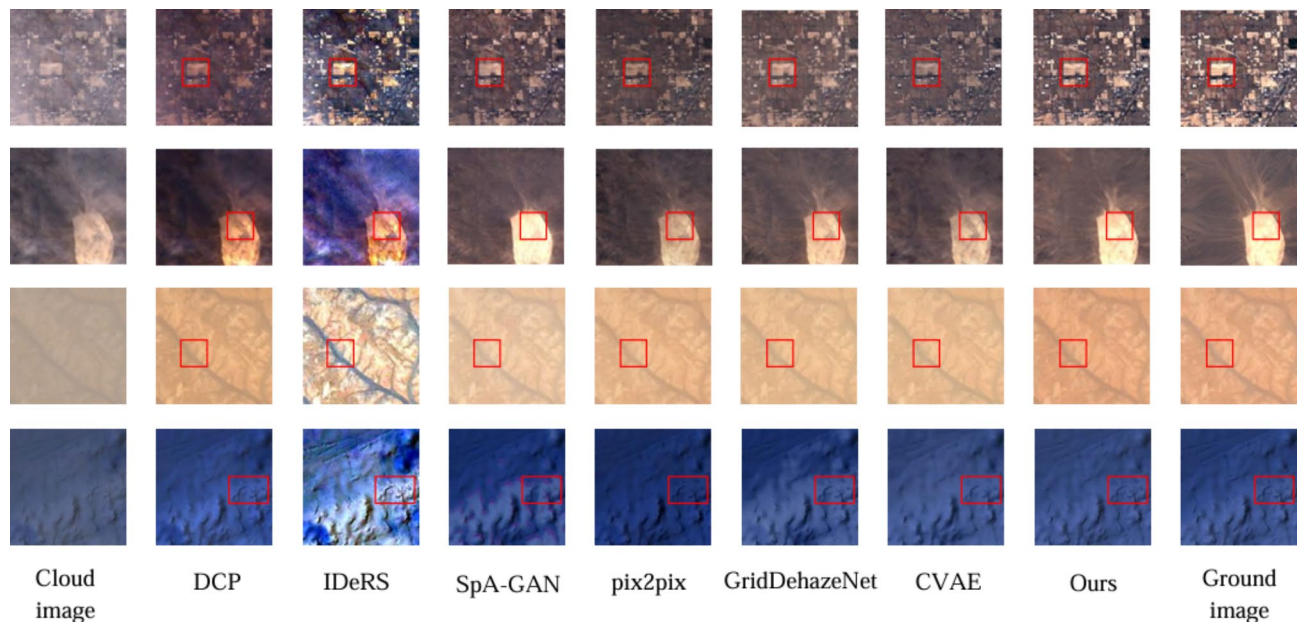 Cloud image
DCP
IDeRS
SpA-GAN
pix2pix
GridDehazeNet
CVAE
Ours
Ground image